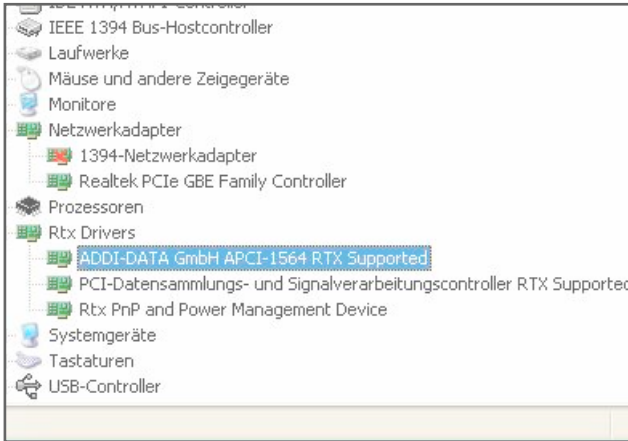 IEEE 1394 Bus-Hostcontroller
Laufwerke
Mäuse und andere Zeigegeräte
Monitore
Netzwerkadapter
1394-Netzwerkadapter
Realtek PCIe GBE Family Controller
Prozessoren
Rtx Drivers
ADDI-DATA GmbH APCI-1564 RTX Supported
PCI-Datensammlungs- und Signalverarbeitungscontroller RTX Supported
Rtx PnP and Power Management Device
Systemgeräte
Tastaturen
USB-Controller